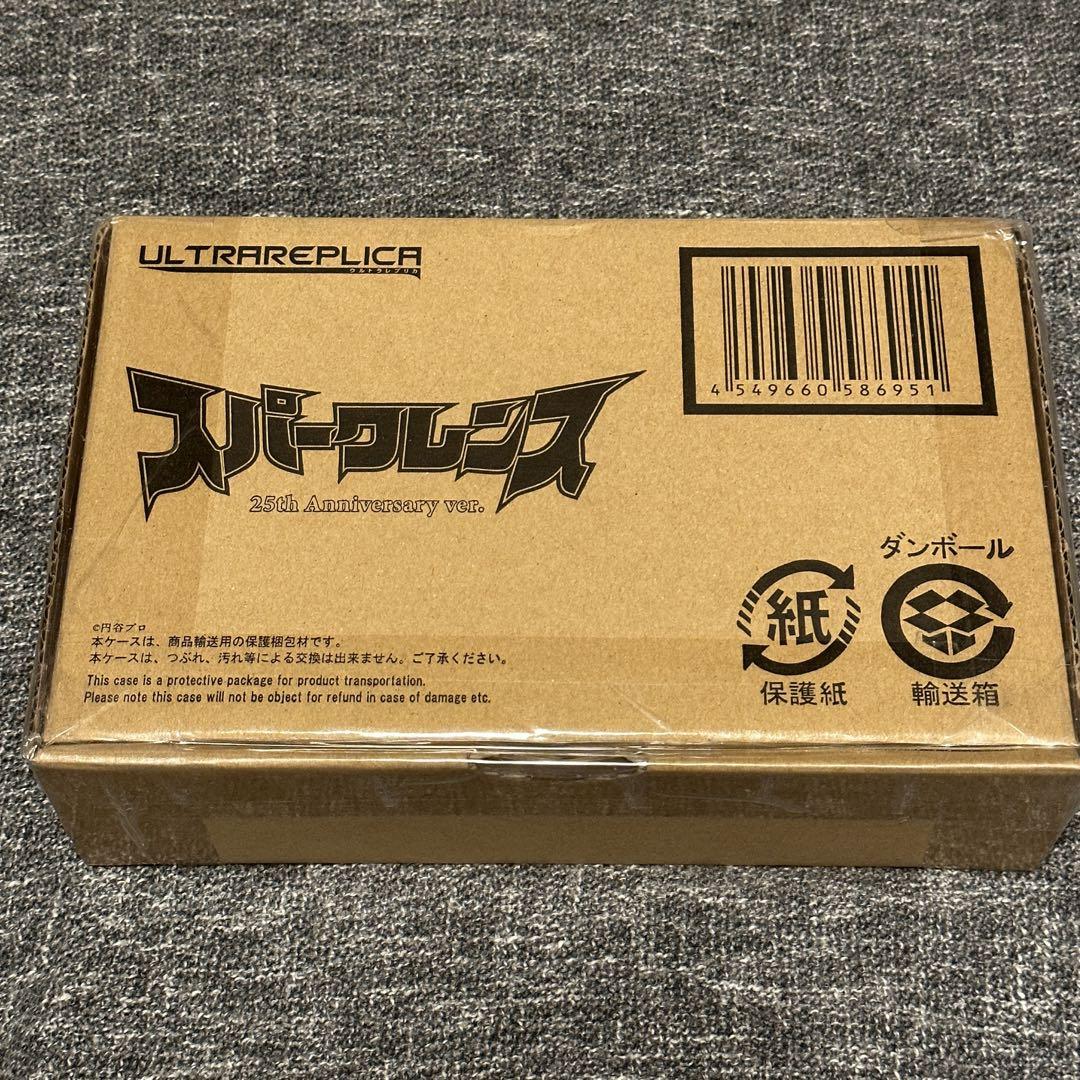 ULTRAREPLICA
ウルトラレプリカ
4 549660 586951
スパークレンス
25th Anniversary ver.
ダンボール
紙
保護紙
輸送箱
©円谷プロ
本ケースは、商品輸送用の保護梱包材です。
本ケースは、つぶれ、汚れ等による交換は出来ません。ご了承ください。
This case is a protective package for product transportation.
Please note this case will not be object for refund in case of damage etc.